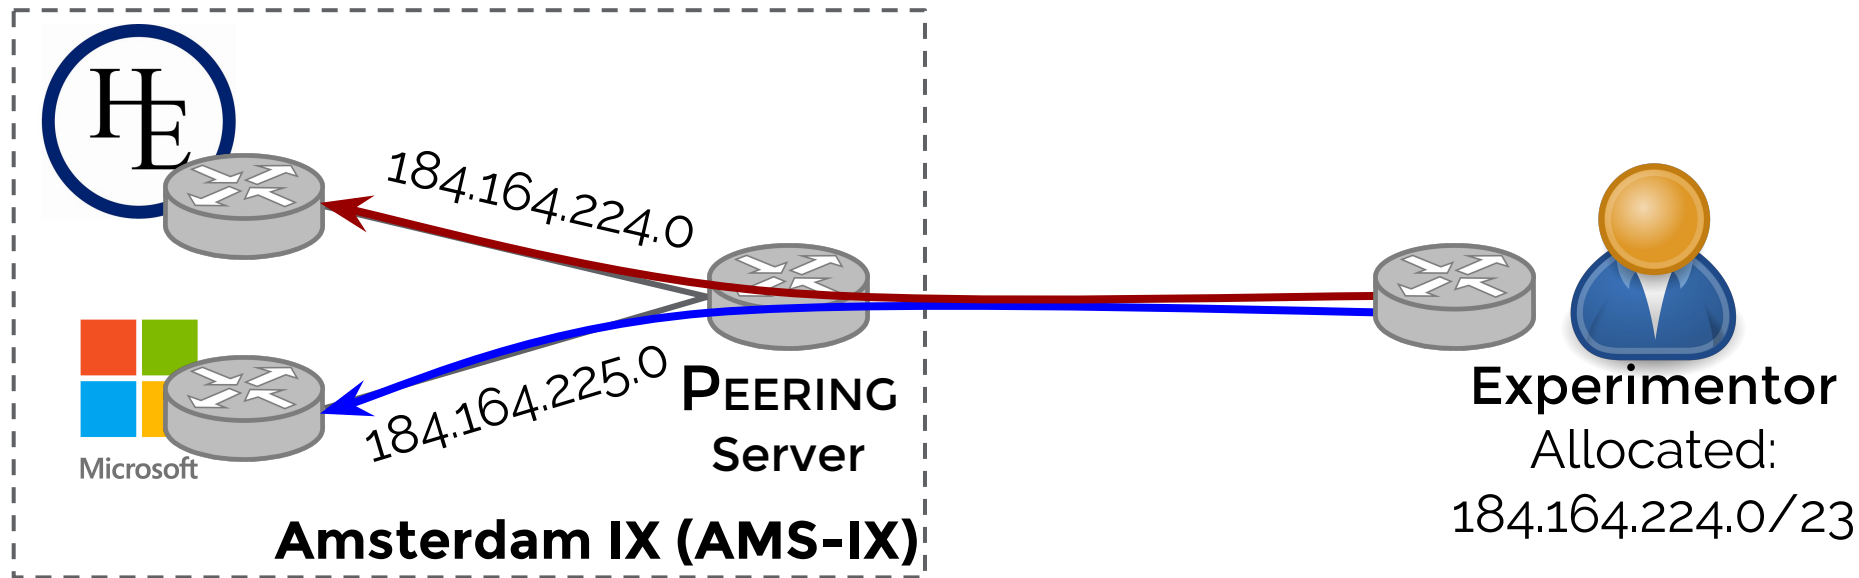 HE
184.164.224.0
184.164.225.0
Microsoft
PEERING
Server
Amsterdam IX (AMS-IX)
Experimentor
Allocated:
184.164.224.0/23